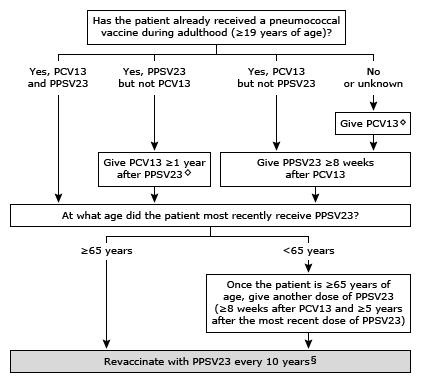 Has the patient already received a pneumococcal
vaccine during adulthood (≥19 years of age)?
Yes, PCV13
and PPSV23
Yes, PPSV23
but not PCV13
Yes, PCV13
but not PPSV23
No
or unknown
Give PCV13◊
Give PCV13 ≥1 year
after PPSV23◊
Give PPSV23 ≥8 weeks
after PCV13
At what age did the patient most recently receive PPSV23?
≥65 years
<65 years
Once the patient is ≥65 years of
age, give another dose of PPSV23
(≥8 weeks after PCV13 and ≥5 years
after the most recent dose of PPSV23)
Revaccinate with PPSV23 every 10 years§